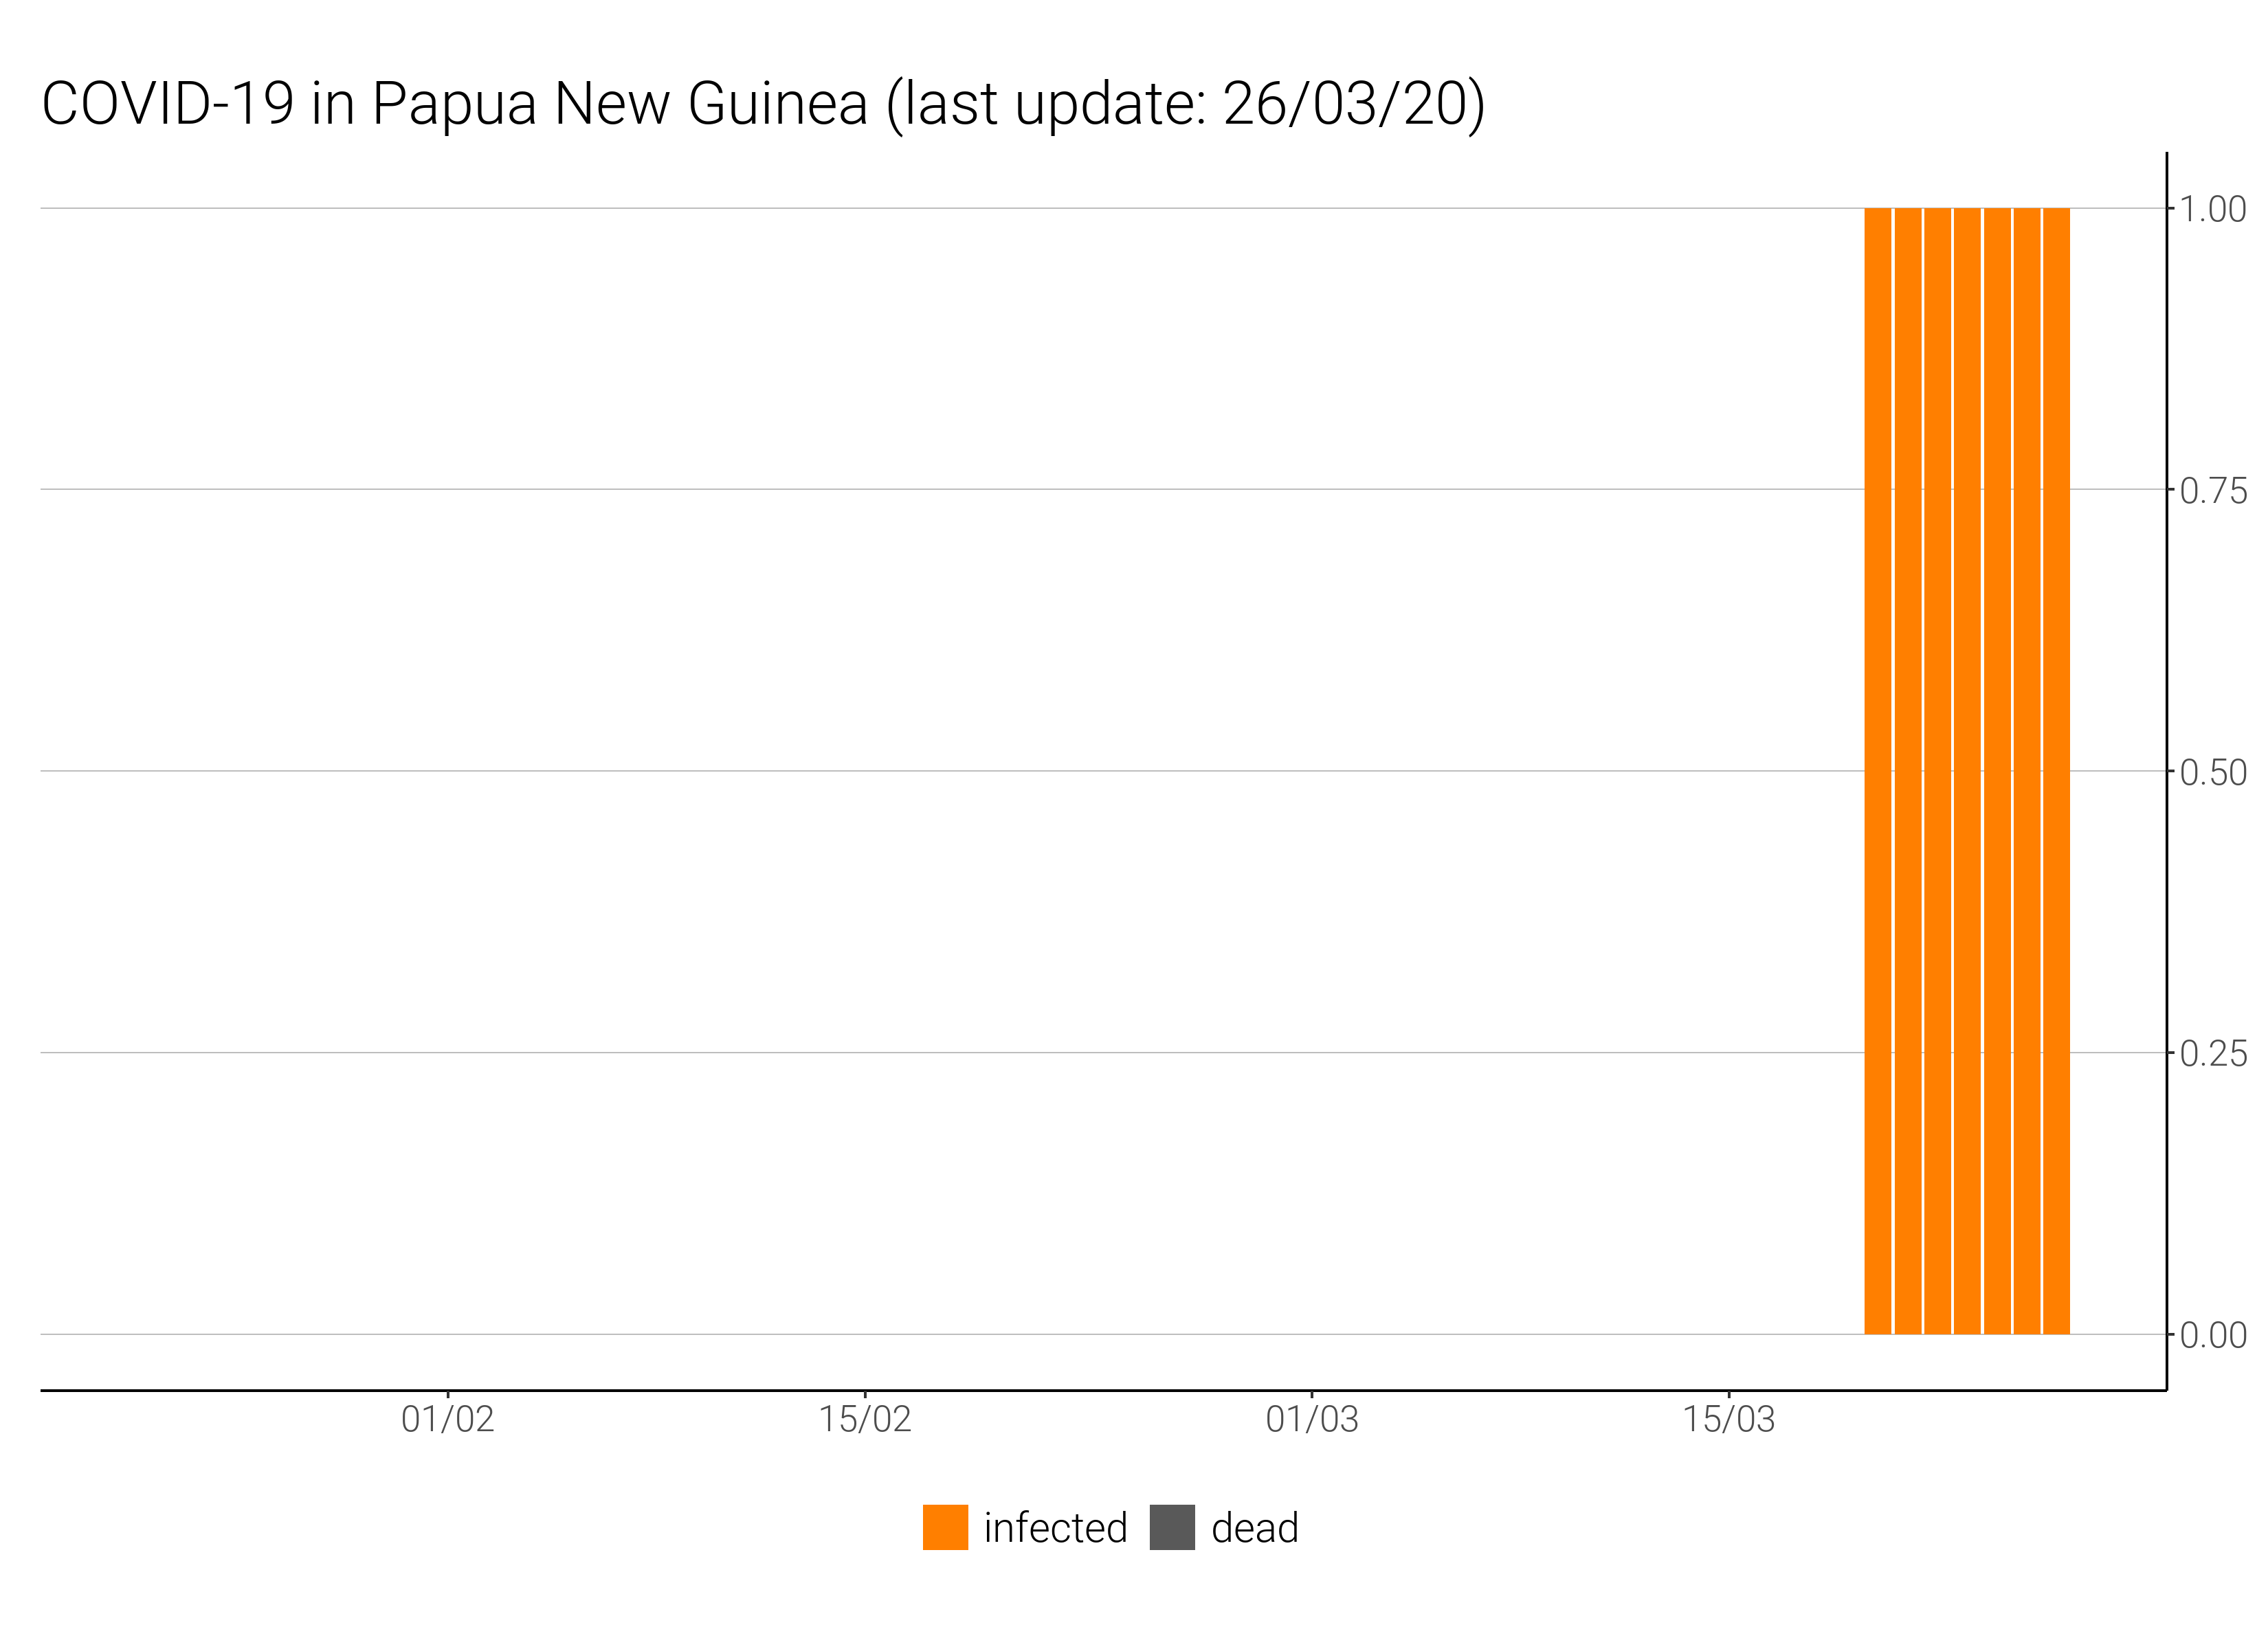 COVID-19 in Papua New Guinea (last update: 26/03/20)
1.00
0.75
0.50
0.25
0.00
01/02 15/02 01/03 15/03
infected dead